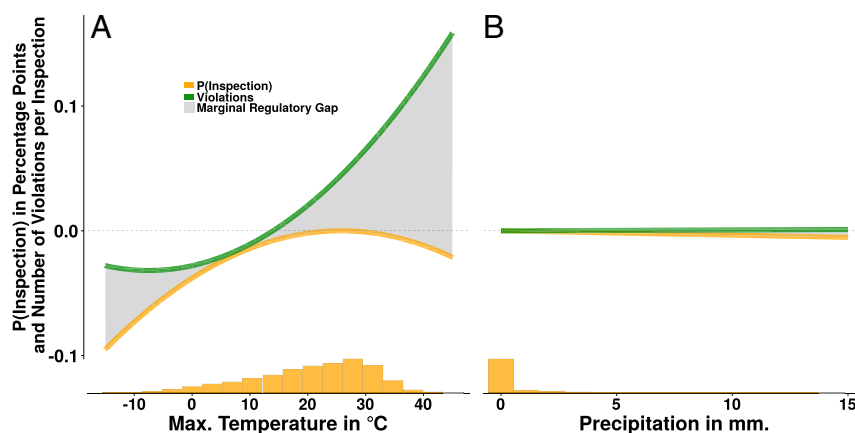 A
B
P(Inspection) in Percentage Points
and Number of Violations per Inspection
P(Inspection)
Violations
Marginal Regulatory Gap
0.1
0.0
-0.1
-10 0 10 20 30 40
0 5 10 15
Max. Temperature in °C
Precipitation in mm.